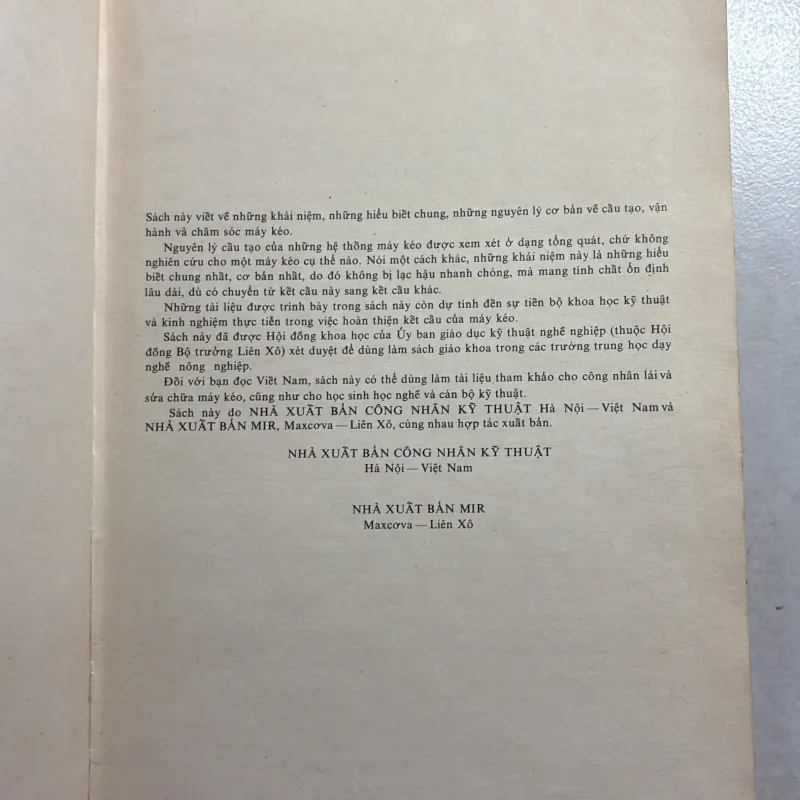 Sách này viết về những khái niệm, những hiểu biết chung, những nguyên lý cơ bản về cầu tạo, vận
hành và chăm sóc máy kéo.
Nguyên lý cầu tạo của những hệ thống máy kéo được xem xét ở dạng tổng quát, chứ không
nghiên cứu cho một máy kéo cụ thể nào. Nói một cách khác, những khái niệm này là những hiểu
biết chung nhất, cơ bản nhất, do đó không bị lạc hậu nhanh chóng, mà mang tính chất ổn định
lâu dài, dù có chuyển từ kết cầu này sang kết cầu khác.
Những tài liệu được trình bày trong sách này còn dự tính đến sự tiến bộ khoa học kỹ thuật
và kinh nghiệm thực tiễn trong việc hoàn thiện kết cầu của máy kéo.
Sách này đã được Hội đồng khoa học của Ủy ban giáo dục kỹ thuật nghề nghiệp (thuộc Hội
đồng Bộ trưởng Liên Xô) xét duyệt để dùng làm sách giáo khoa trong các trường trung học dạy
nghề nông nghiệp.
Đối với bạn đọc Việt Nam, sách này có thể dùng làm tài liệu tham khảo cho công nhân lái và
sửa chữa máy kéo, cũng như cho học sinh học nghề và cán bộ kỹ thuật.
Sách này do NHÀ XUẤT BẢN CÔNG NHÂN KỸ THUẬT Hà Nội — Việt Nam và
NHÀ XUẤT BẢN MIR, Maxcơva — Liên Xô, cùng nhau hợp tác xuất bản.
NHÀ XUẤT BẢN CÔNG NHÂN KỸ THUẬT
Hà Nội — Việt Nam
NHÀ XUẤT BẢN MIR
Maxcơva — Liên Xô